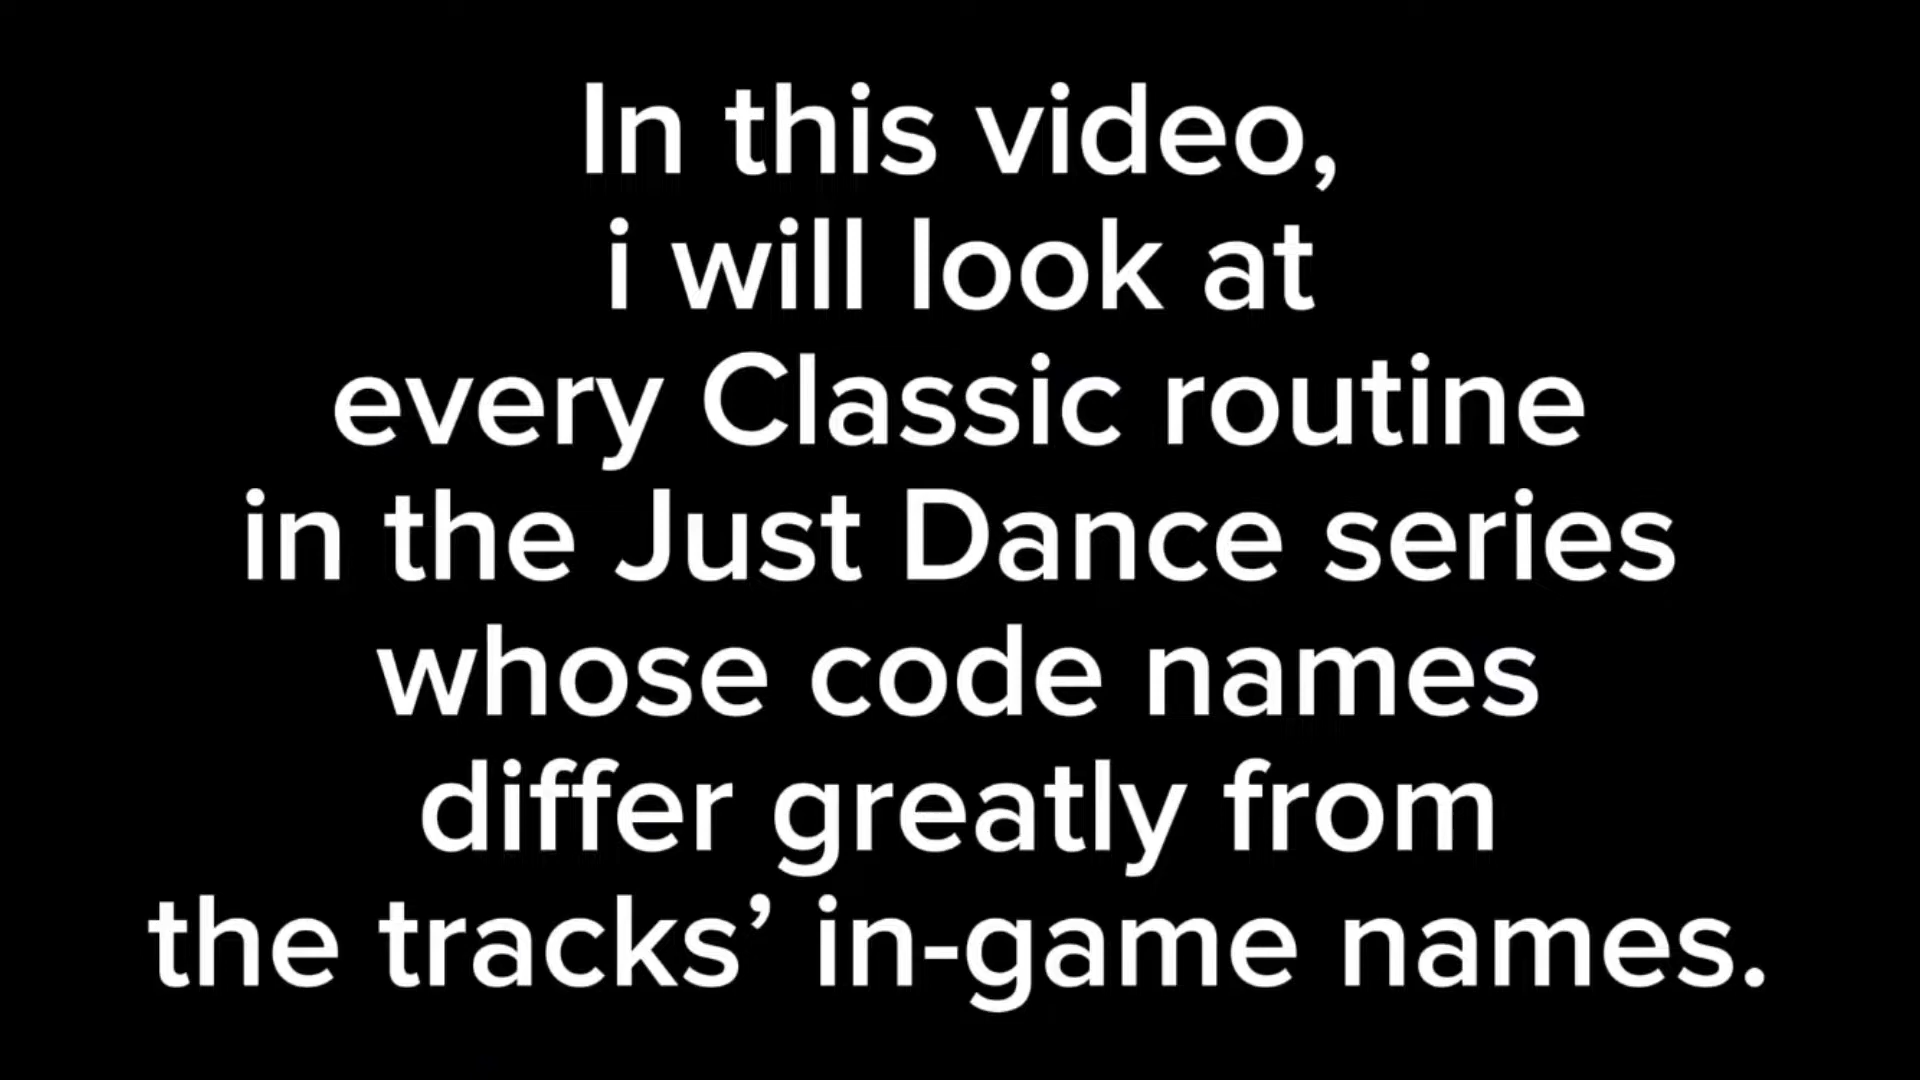 In this video,
i will look at
every Classic routine
in the Just Dance series
whose code names
differ greatly from
the tracks’ in-game names.